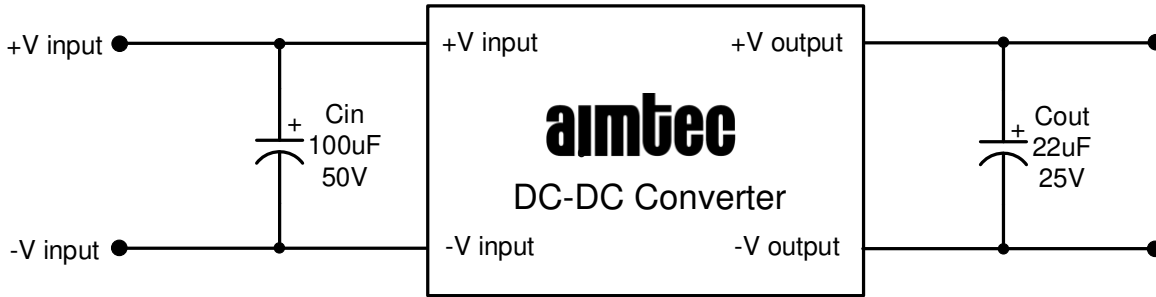 +V input
+V input
+V output
+
Cin
100uF
50V
aimtec
DC-DC Converter
+
Cout
22uF
25V
-V input
-V input
-V output